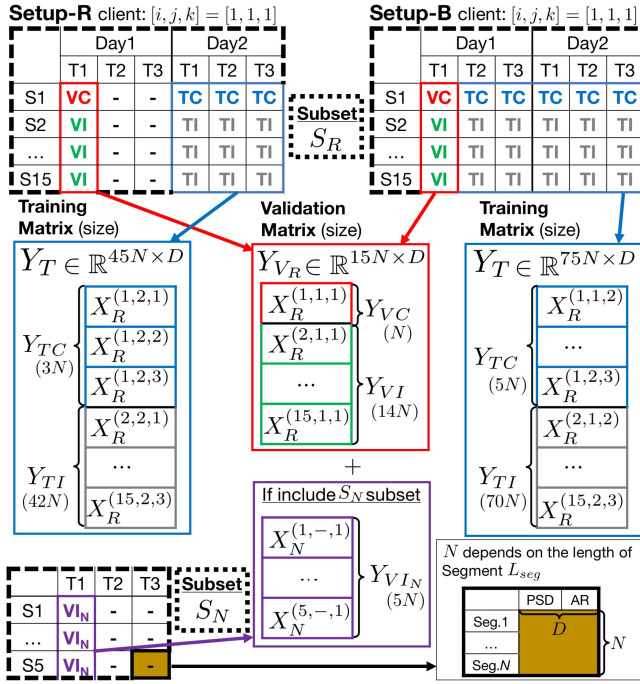 Setup-R client: [i, j, k] = [1, 1, 1]
Day1 Day2
T1 T2 T3 T1 T2 T3
S1 VC - - TC TC TC
S2 VI - - TI TI TI
... VI - - TI TI TI
S15 VI - - TI TI TI
Subset
S_R
Setup-B client: [i, j, k] = [1, 1, 1]
Day1 Day2
T1 T2 T3 T1 T2 T3
S1 VC TC TC TC TC TC
S2 VI TI TI TI TI TI
... VI TI TI TI TI TI
S15 VI TI TI TI TI TI
Training
Matrix (size)
Y_T ∈ ℝ^{45N×D}
X_R^{(1,2,1)}
X_R^{(1,2,2)}
X_R^{(1,2,3)}
Y_{TC}
(3N)
X_R^{(2,2,1)}
...
X_R^{(15,2,3)}
Y_{TI}
(42N)
Validation
Matrix (size)
Y_{V_R} ∈ ℝ^{15N×D}
X_R^{(1,1,1)}
Y_{VC}
(N)
X_R^{(2,1,1)}
...
X_R^{(15,1,1)}
Y_{VI}
(14N)
+
If include S_N subset
X_N^{(1,-,1)}
...
X_N^{(5,-,1)}
Y_{VI_N}
(5N)
Training
Matrix (size)
Y_T ∈ ℝ^{75N×D}
X_R^{(1,1,2)}
...
X_R^{(1,2,3)}
Y_{TC}
(5N)
X_R^{(2,1,2)}
...
X_R^{(15,2,3)}
Y_{TI}
(70N)
T1 T2 T3
S1 VI_N - -
... VI_N - -
S5 VI_N - -
Subset
S_N
N depends on the length of
Segment L_{seg}
PSD AR
Seg.1
...
Seg.N
D
N